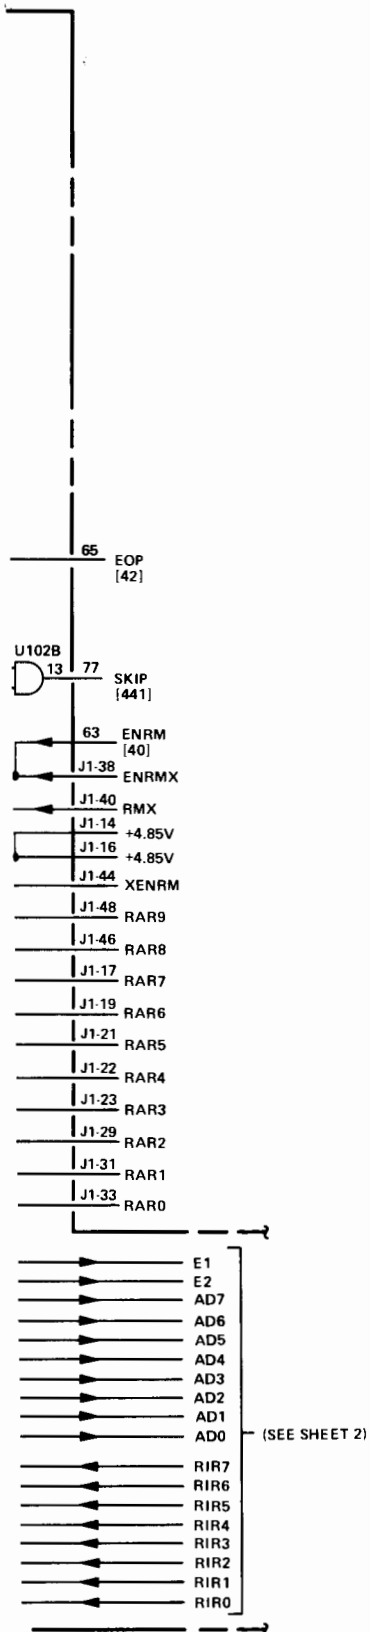 65 EOP
[42]
U102B
13 77 SKIP
[441]
63 ENRM
[40]
J1-38 ENRMX
J1-40 RMX
J1-14 +4.85V
J1-16 +4.85V
J1-44 XENRM
J1-48 RAR9
J1-46 RAR8
J1-17 RAR7
J1-19 RAR6
J1-21 RAR5
J1-22 RAR4
J1-23 RAR3
J1-29 RAR2
J1-31 RAR1
J1-33 RAR0
E1
E2
AD7
AD6
AD5
AD4
AD3
AD2
AD1
AD0 (SEE SHEET 2)
RIR7
RIR6
RIR5
RIR4
RIR3
RIR2
RIR1
RIR0